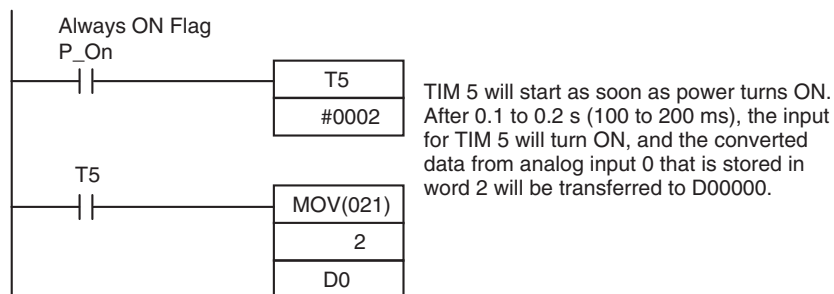 Always ON Flag
P_On
T5
#0002
TIM 5 will start as soon as power turns ON.
After 0.1 to 0.2 s (100 to 200 ms), the input
for TIM 5 will turn ON, and the converted
data from analog input 0 that is stored in
word 2 will be transferred to D00000.
T5
MOV(021)
2
D0